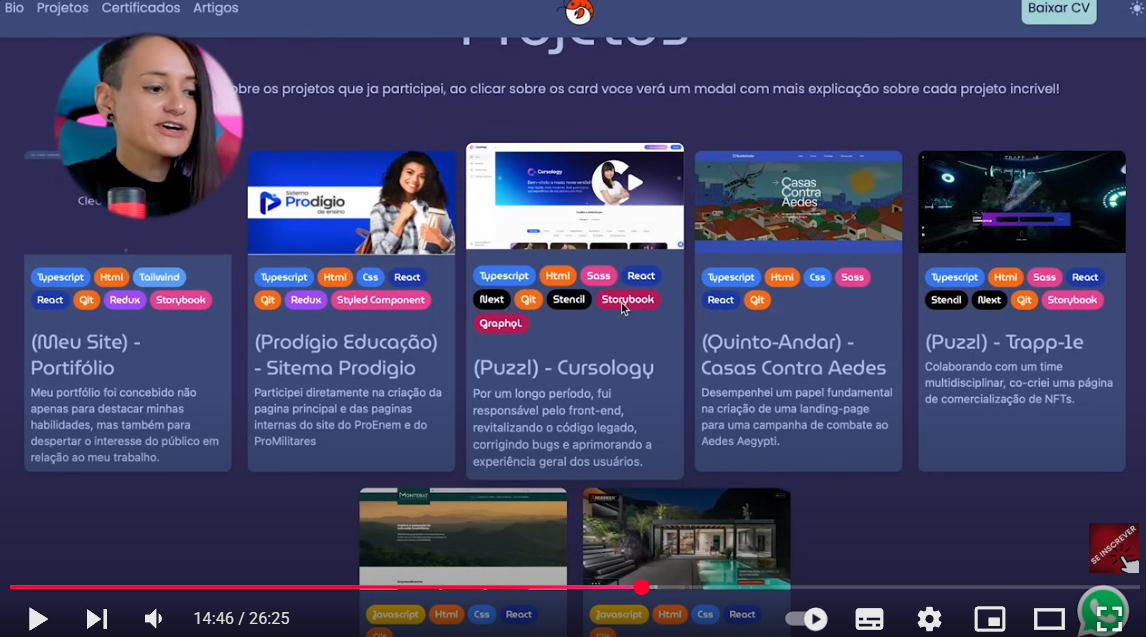 Bio Projetos Certificados Artigos
Baixar CV
Projetos
obre os projetos que ja participei, ao clicar sobre os card voce verá um modal com mais explicação sobre cada projeto incrivel!
Typescript Html Tailwind
React Git Redux Storybook
(Meu Site) -
Portifólio
Meu portfólio foi concebido não
apenas para destacar minhas
habilidades, mas também para
despertar o interesse do público em
relação ao meu trabalho.
Sistema
Prodígio
de ensino
Typescript Html Css React
Git Redux Styled Component
(Prodígio Educação)
- Sitema Prodigio
Participei diretamente na criação da
pagina principal e das paginas
internas do site do ProEnem e do
ProMilitares
Cursology
Typescript Html Sass React
Next Git Stencil Storybook
Graphql
(Puzzl) - Cursology
Por um longo período, fui
responsável pelo front-end,
revitalizando o código legado,
corrigindo bugs e aprimorando a
experiência geral dos usuários.
Casas
Contra
Aedes
Typescript Html Css Sass
React Git
(Quinto-Andar) -
Casas Contra Aedes
Desempenhei um papel fundamental
na criação de uma landing-page
para uma campanha de combate ao
Aedes Aegypti.
Typescript Html Sass React
Stencil Next Git Storybook
(Puzzl) - Trapp-1e
Colaborando com um time
multidisciplinar, co-criei uma página
de comercialização de NFTs.
Javascript Html Css React
Git
Javascript Html Css React
Git
SE INSCREVER
14:46 / 26:25